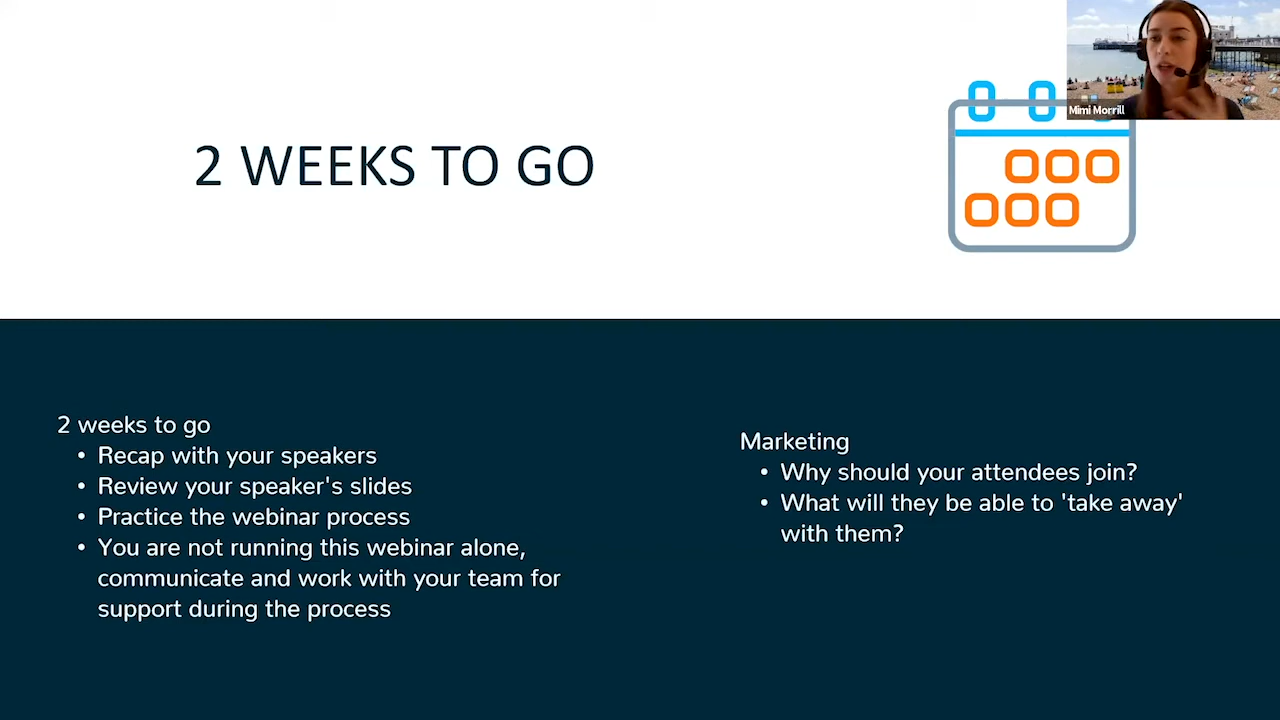 Mimi Morrill
2 WEEKS TO GO
2 weeks to go
• Recap with your speakers
• Review your speaker's slides
• Practice the webinar process
• You are not running this webinar alone,
communicate and work with your team for
support during the process
Marketing
• Why should your attendees join?
• What will they be able to 'take away'
with them?